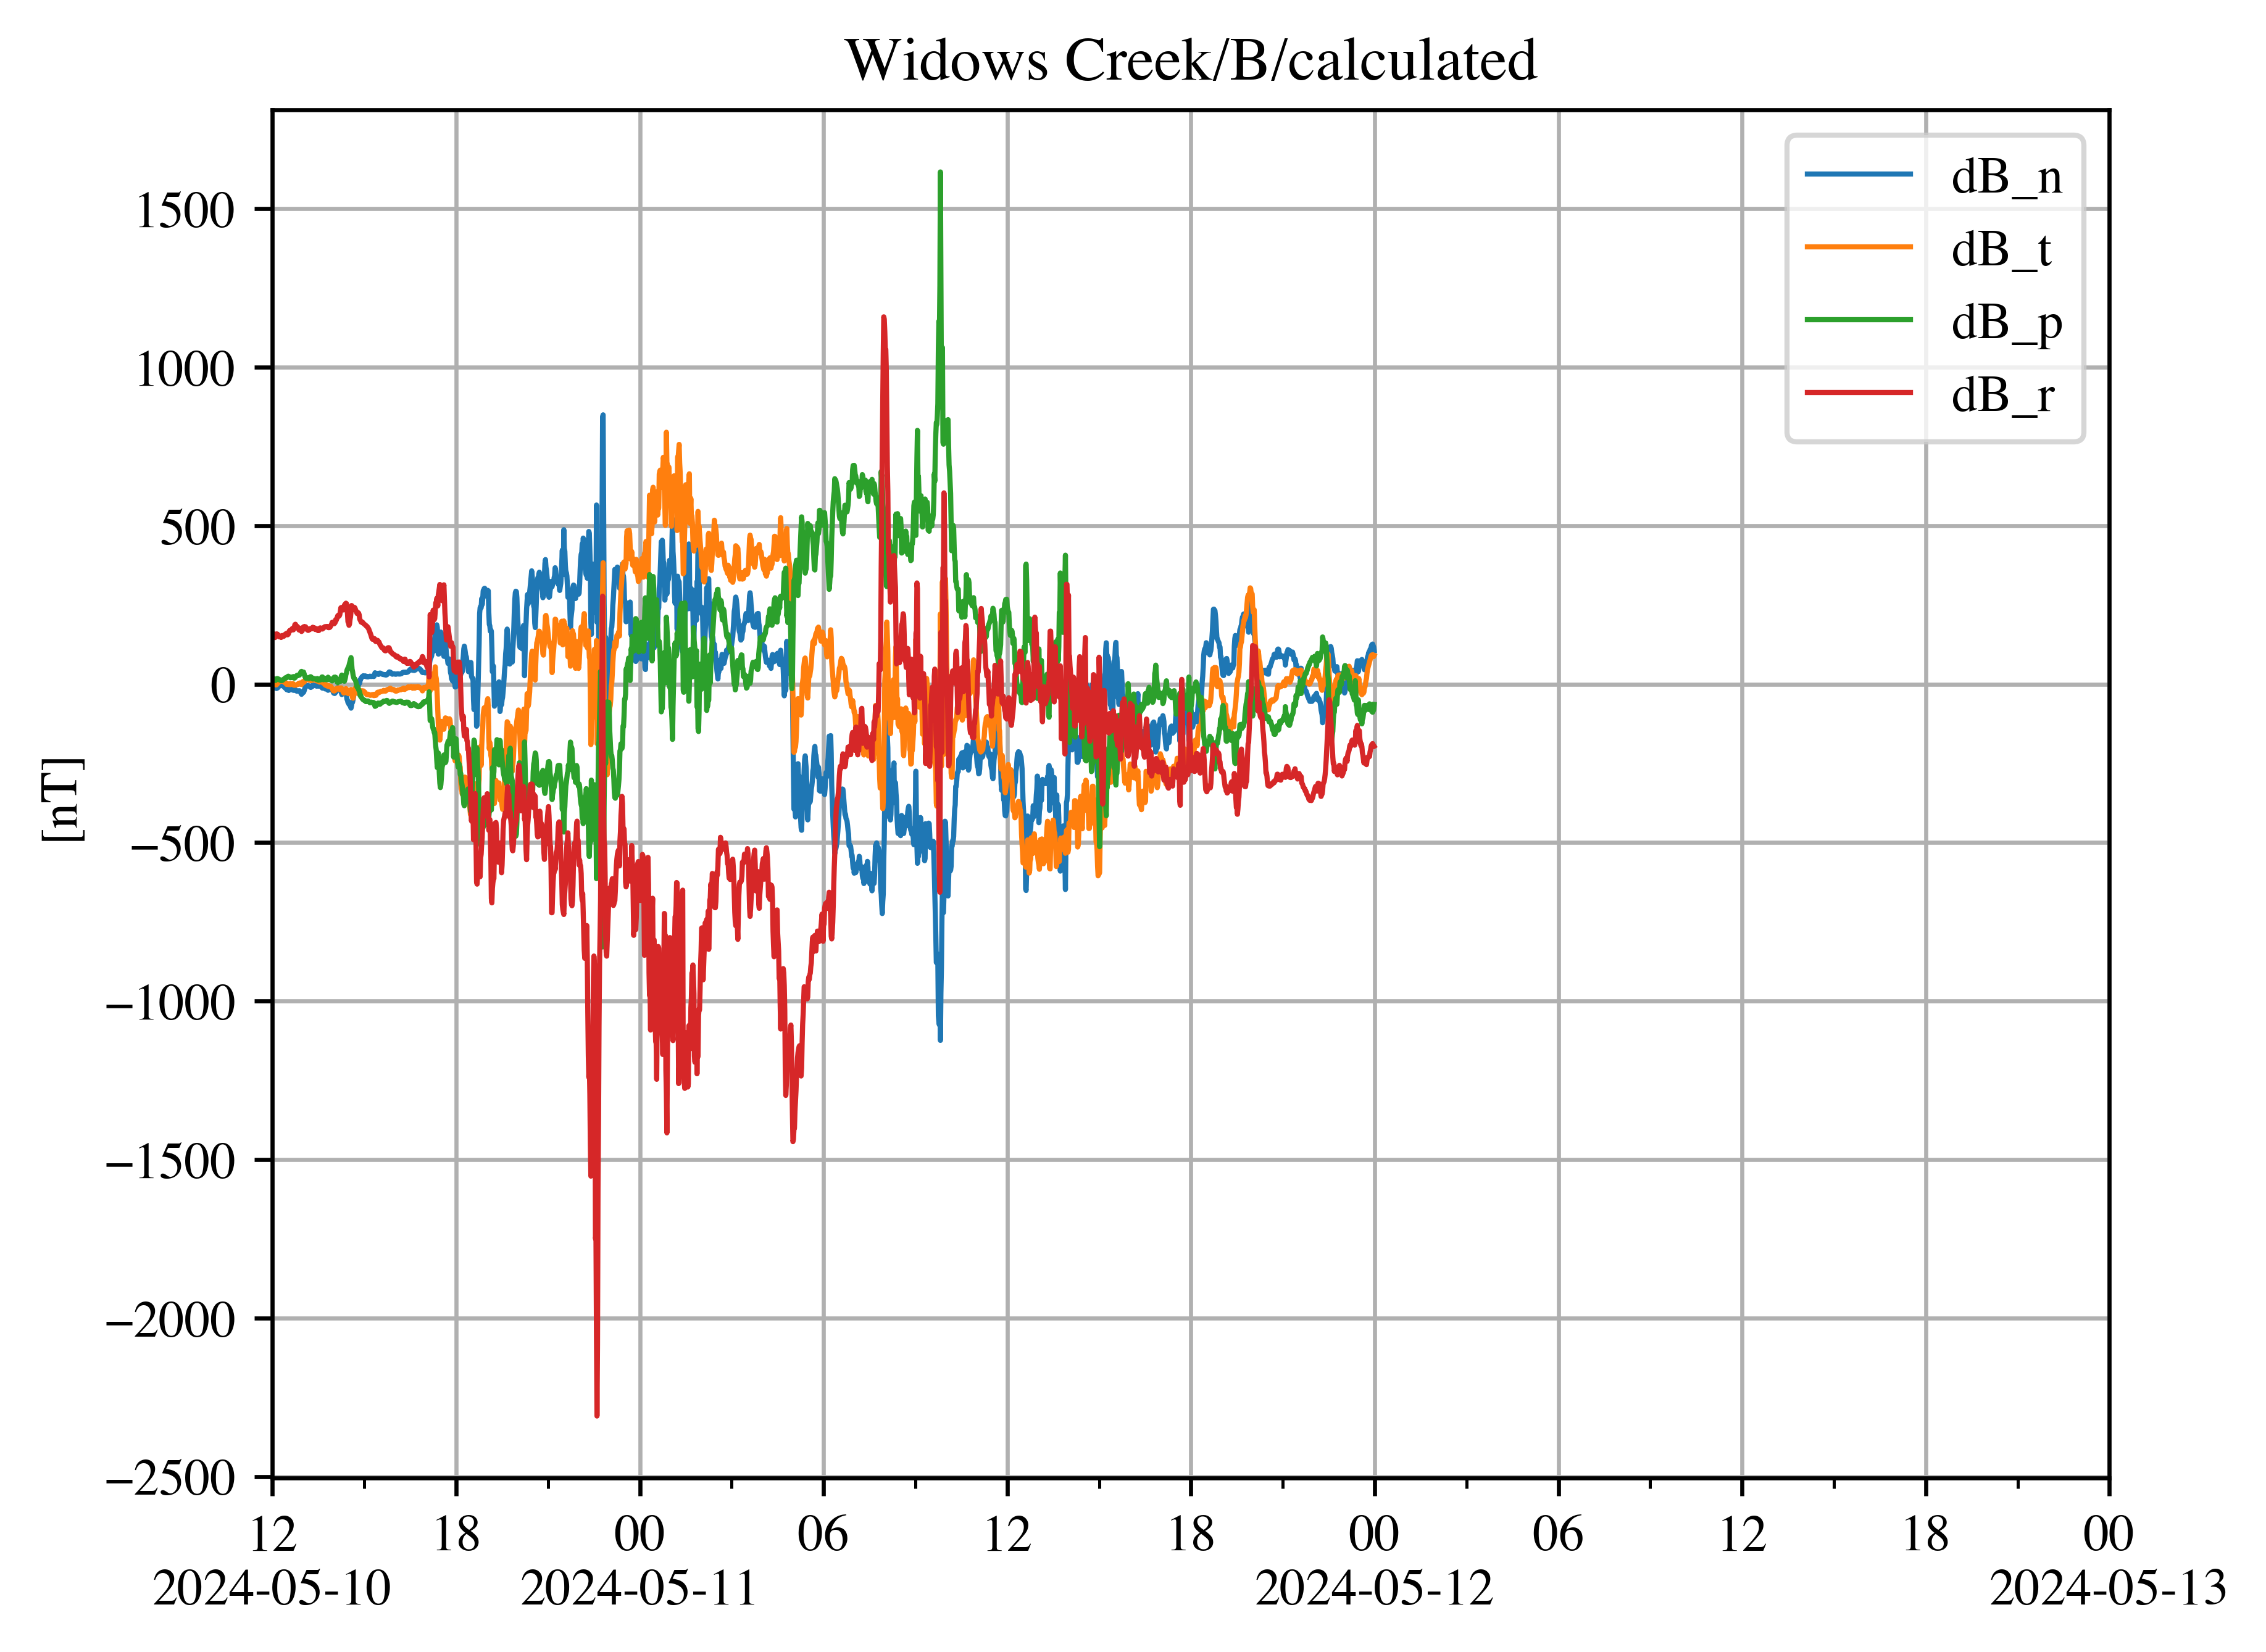 Widows Creek/B/calculated
dB_n
dB_t
dB_p
dB_r
1500
1000
500
0
−500
−1000
−1500
−2000
−2500
[nT]
12 18 00 06 12 18 00 06 12 18 00
2024-05-10 2024-05-11 2024-05-12 2024-05-13